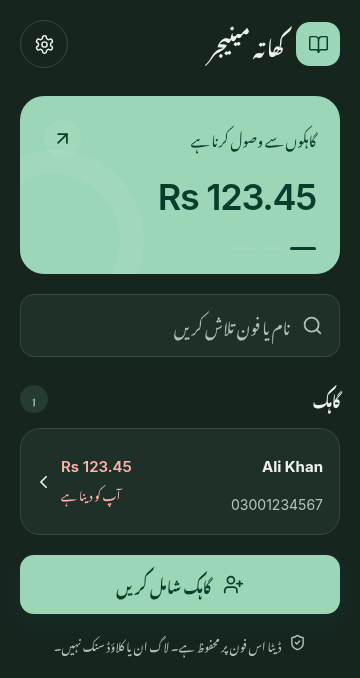 کھاتہ مینیجر
گاہکوں سے وصول کرنا ہے
Rs 123.45
نام یا فون تلاش کریں
گاہک
1
Ali Khan
Rs 123.45
03001234567
آپ کو دینا ہے
گاہک شامل کریں
ڈیٹا اس فون پر محفوظ ہے۔ لاگ ان یا کلاؤڈ سنک نہیں۔